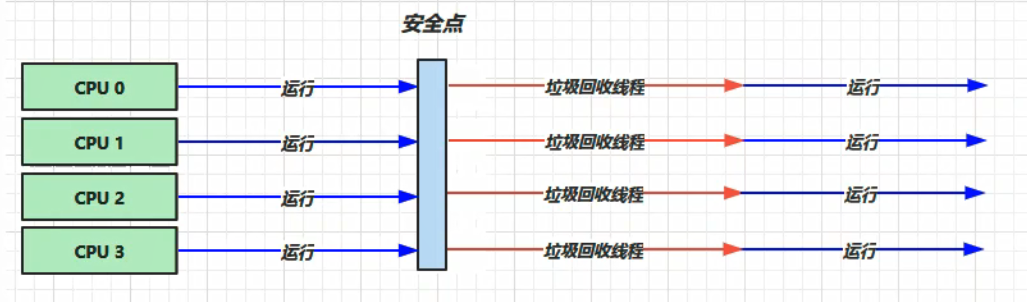 安全点
CPU 0 运行 垃圾回收线程 运行
CPU 1 运行 垃圾回收线程 运行
CPU 2 运行 垃圾回收线程 运行
CPU 3 运行 垃圾回收线程 运行